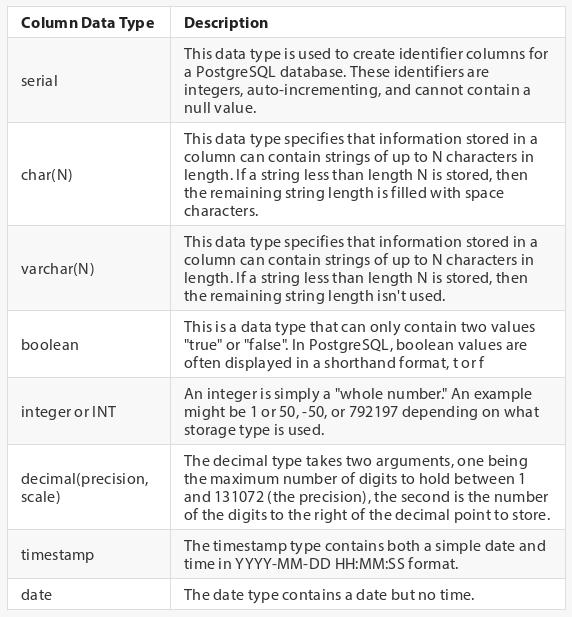 Column Data Type Description
serial
This data type is used to create identifier columns for
a PostgreSQL database. These identifiers are
integers, auto-incrementing, and cannot contain a
null value.
char(N)
This data type specifies that information stored in a
column can contain strings of up to N characters in
length. If a string less than length N is stored, then
the remaining string length is filled with space
characters.
varchar(N)
This data type specifies that information stored in a
column can contain strings of up to N characters in
length. If a string less than length N is stored, then
the remaining string length isn't used.
boolean
This is a data type that can only contain two values
"true" or "false". In PostgreSQL, boolean values are
often displayed in a shorthand format, t or f
integer or INT
An integer is simply a "whole number." An example
might be 1 or 50, -50, or 792197 depending on what
storage type is used.
decimal(precision,
scale)
The decimal type takes two arguments, one being
the maximum number of digits to hold between 1
and 131072 (the precision), the second is the number
of the digits to the right of the decimal point to store.
timestamp
The timestamp type contains both a simple date and
time in YYYY-MM-DD HH:MM:SS format.
date
The date type contains a date but no time.